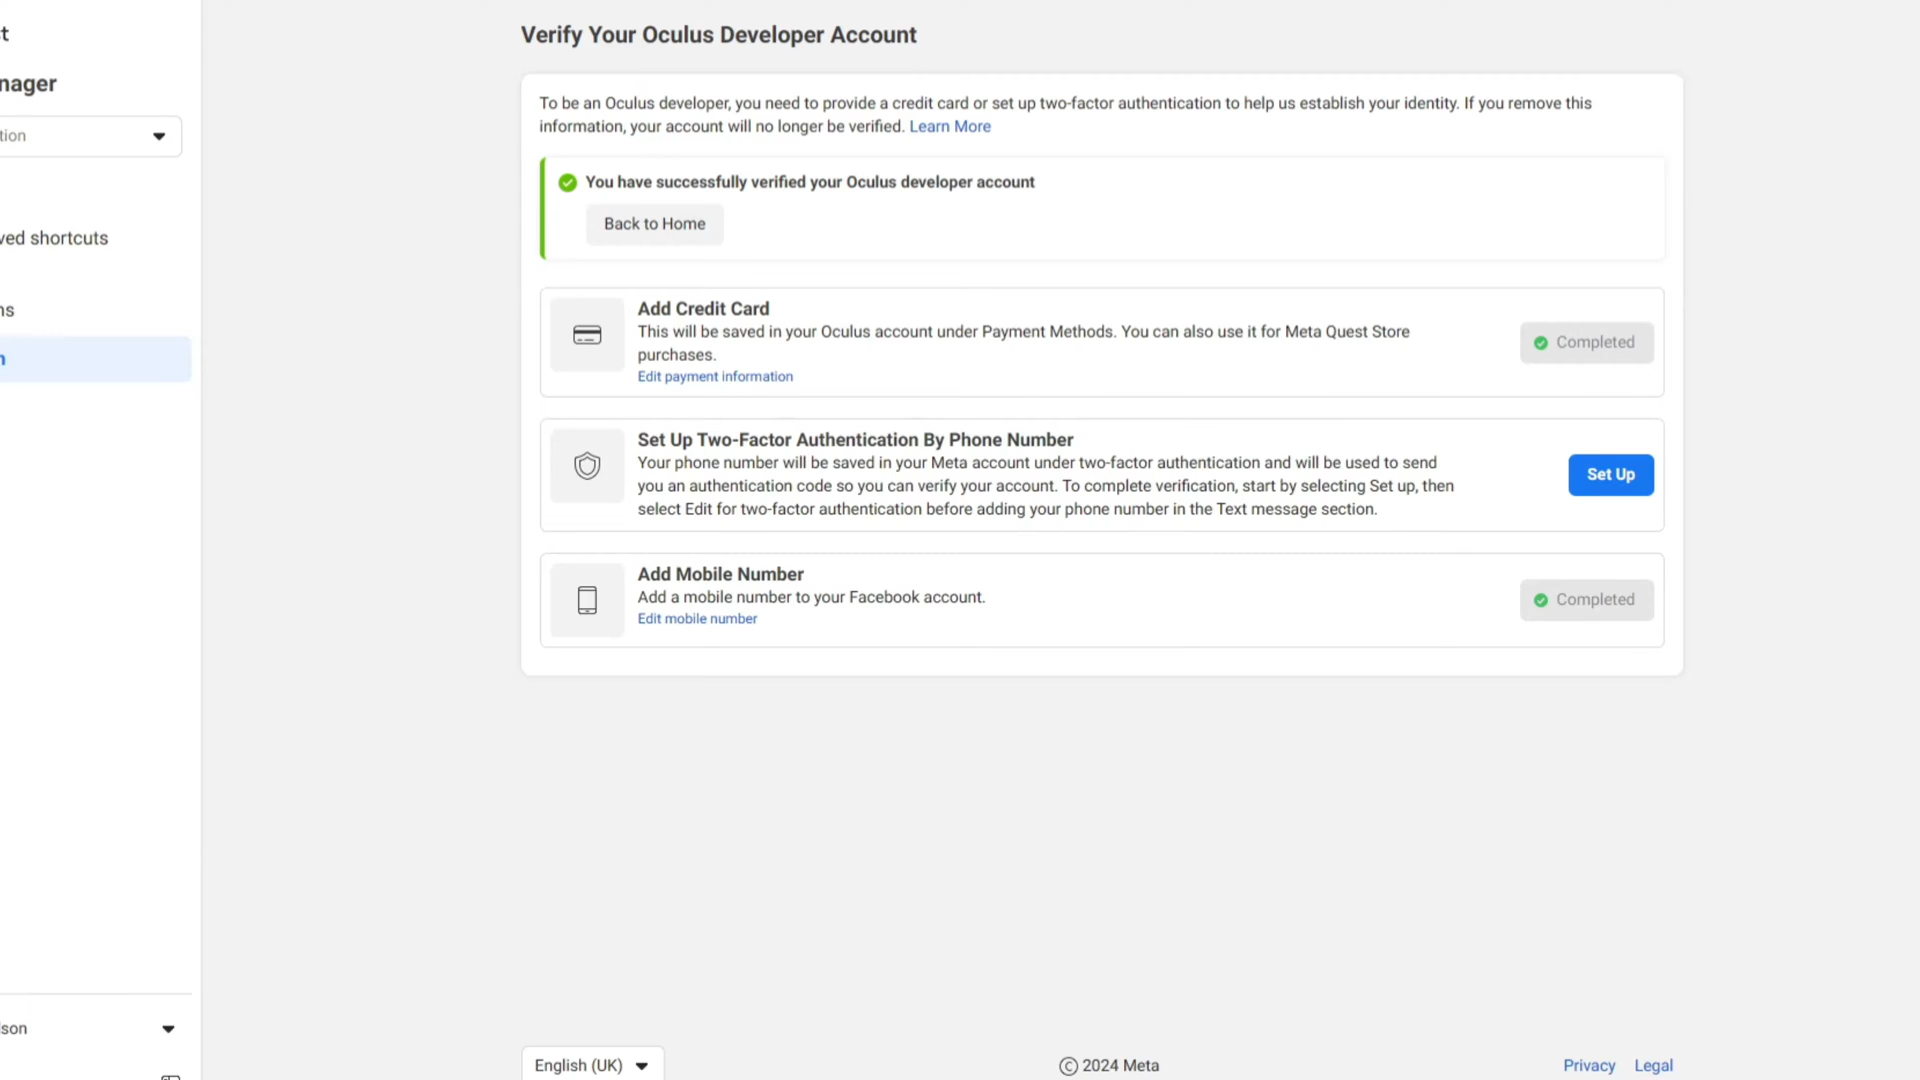 Verify Your Oculus Developer Account
nager
To be an Oculus developer, you need to provide a credit card or set up two-factor authentication to help us establish your identity. If you remove this
information, your account will no longer be verified. Learn More
tion
You have successfully verified your Oculus developer account
Back to Home
ved shortcuts
Add Credit Card
This will be saved in your Oculus account under Payment Methods. You can also use it for Meta Quest Store
purchases.
Edit payment information
Completed
ns
Set Up Two-Factor Authentication By Phone Number
Your phone number will be saved in your Meta account under two-factor authentication and will be used to send
you an authentication code so you can verify your account. To complete verification, start by selecting Set up, then
select Edit for two-factor authentication before adding your phone number in the Text message section.
Set Up
Add Mobile Number
Add a mobile number to your Facebook account.
Edit mobile number
Completed
son
English (UK)
© 2024 Meta
Privacy
Legal